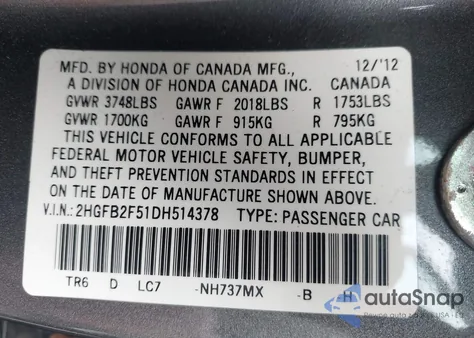 MFD. BY HONDA OF CANADA MFG., 12/'12
A DIVISION OF HONDA CANADA INC. CANADA
GVWR 3748LBS GAWR F 2018LBS R 1753LBS
GVWR 1700KG GAWR F 915KG R 795KG
THIS VEHICLE CONFORMS TO ALL APPLICABLE
FEDERAL MOTOR VEHICLE SAFETY, BUMPER,
AND THEFT PREVENTION STANDARDS IN EFFECT
ON THE DATE OF MANUFACTURE SHOWN ABOVE.
V.I.N.: 2HGFB2F51DH514378 TYPE: PASSENGER CAR
TR6 D LC7 -NH737MX -B H
autoSnap